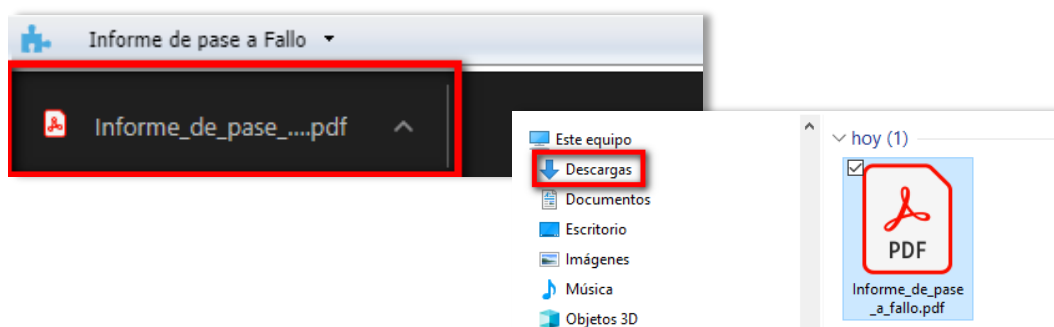 Informe de pase a Fallo
Informe_de_pase_....pdf
Este equipo
Descargas
Documentos
Escritorio
Imágenes
Música
Objetos 3D
hoy (1)
PDF
Informe_de_pase
_a_fallo.pdf